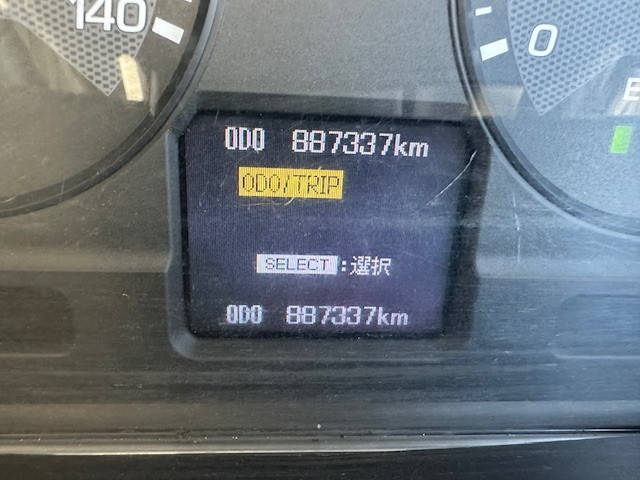 140
0
E
ODO 887337km
ODO/TRIP
SELECT:選択
ODO 887337km